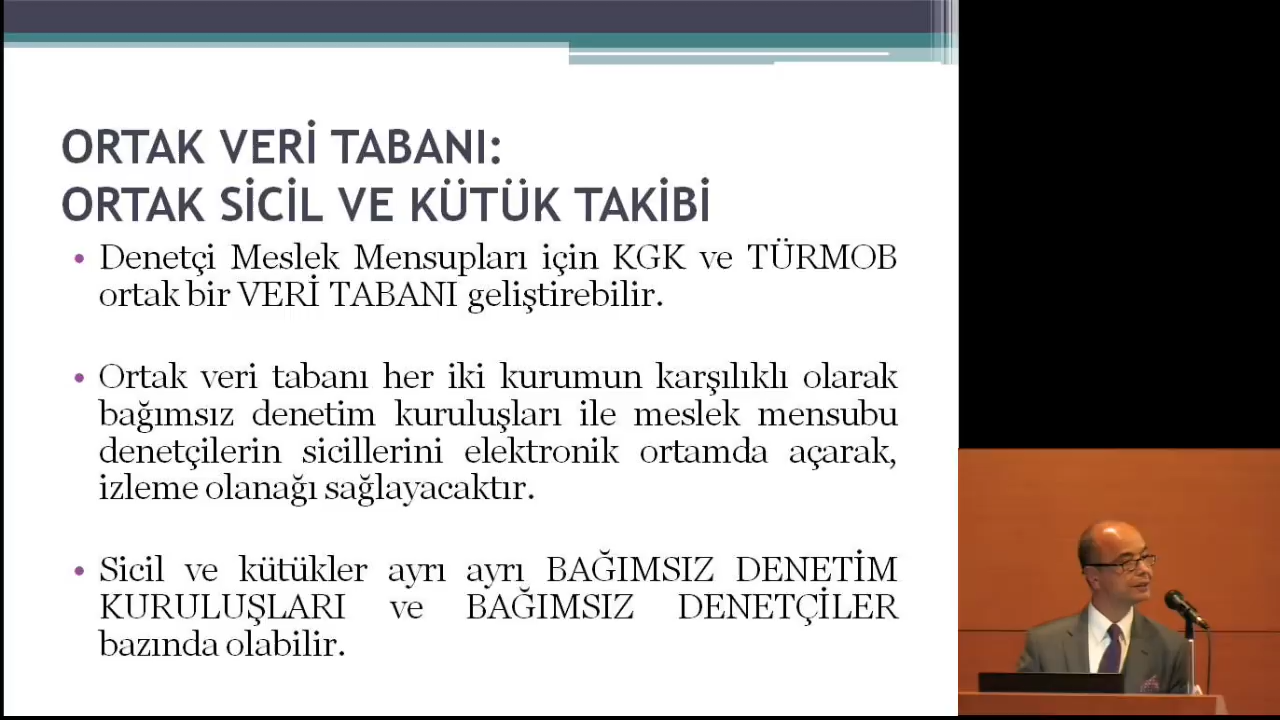 ORTAK VERİ TABANI:
ORTAK SİCİL VE KÜTÜK TAKİBİ
• Denetçi Meslek Mensupları için KGK ve TÜRMOB
ortak bir VERİ TABANI geliştirebilir.
• Ortak veri tabanı her iki kurumun karşılıklı olarak
bağımsız denetim kuruluşları ile meslek mensubu
denetçilerin sicillerini elektronik ortamda açarak,
izleme olanağı sağlayacaktır.
• Sicil ve kütükler ayrı ayrı BAĞIMSIZ DENETİM
KURULUŞLARI ve BAĞIMSIZ DENETÇİLER
bazında olabilir.